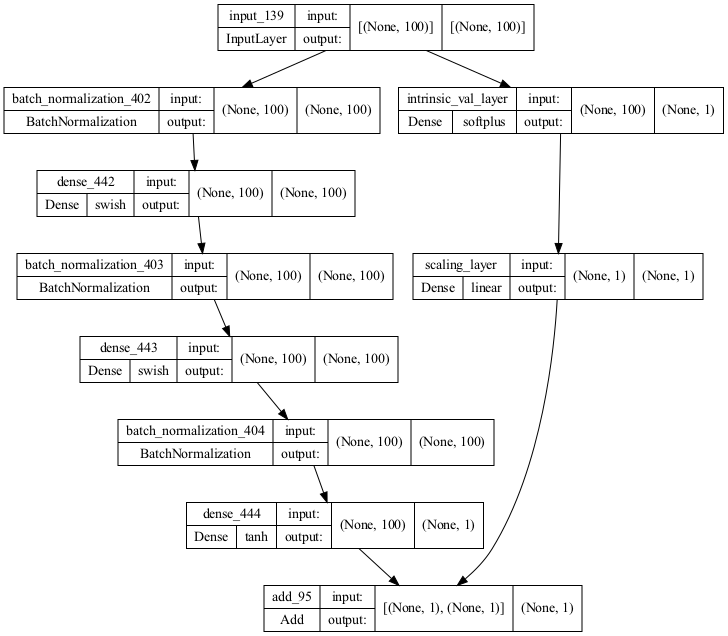 input_139 input: [(None, 100)] [(None, 100)]
InputLayer output:
batch_normalization_402 input: (None, 100) (None, 100)
BatchNormalization output:
intrinsic_val_layer input: (None, 100) (None, 1)
Dense softplus output:
dense_442 input: (None, 100) (None, 100)
Dense swish output:
batch_normalization_403 input: (None, 100) (None, 100)
BatchNormalization output:
scaling_layer input: (None, 1) (None, 1)
Dense linear output:
dense_443 input: (None, 100) (None, 100)
Dense swish output:
batch_normalization_404 input: (None, 100) (None, 100)
BatchNormalization output:
dense_444 input: (None, 100) (None, 1)
Dense tanh output:
add_95 input: [(None, 1), (None, 1)] (None, 1)
Add output: